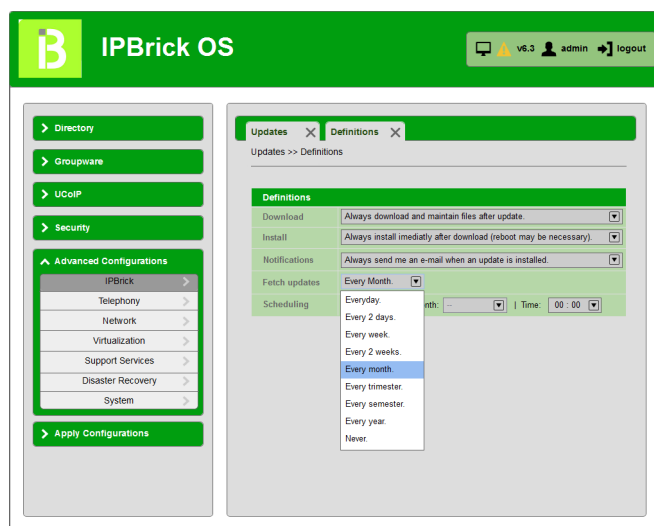 iB
IPBrick OS
v6.3 admin logout
Directory
Groupware
UCoIP
Security
Advanced Configurations
IPBrick
Telephony
Network
Virtualization
Support Services
Disaster Recovery
System
Apply Configurations
Updates Definitions
Updates >> Definitions
Definitions
Download Always download and maintain files after update.
Install Always install imediatly after download (reboot may be necessary).
Notifications Always send me an e-mail when an update is installed.
Fetch updates Every Month.
Scheduling nth: -- | Time: 00 : 00
Everyday.
Every 2 days.
Every week.
Every 2 weeks.
Every month.
Every trimester.
Every semester.
Every year.
Never.